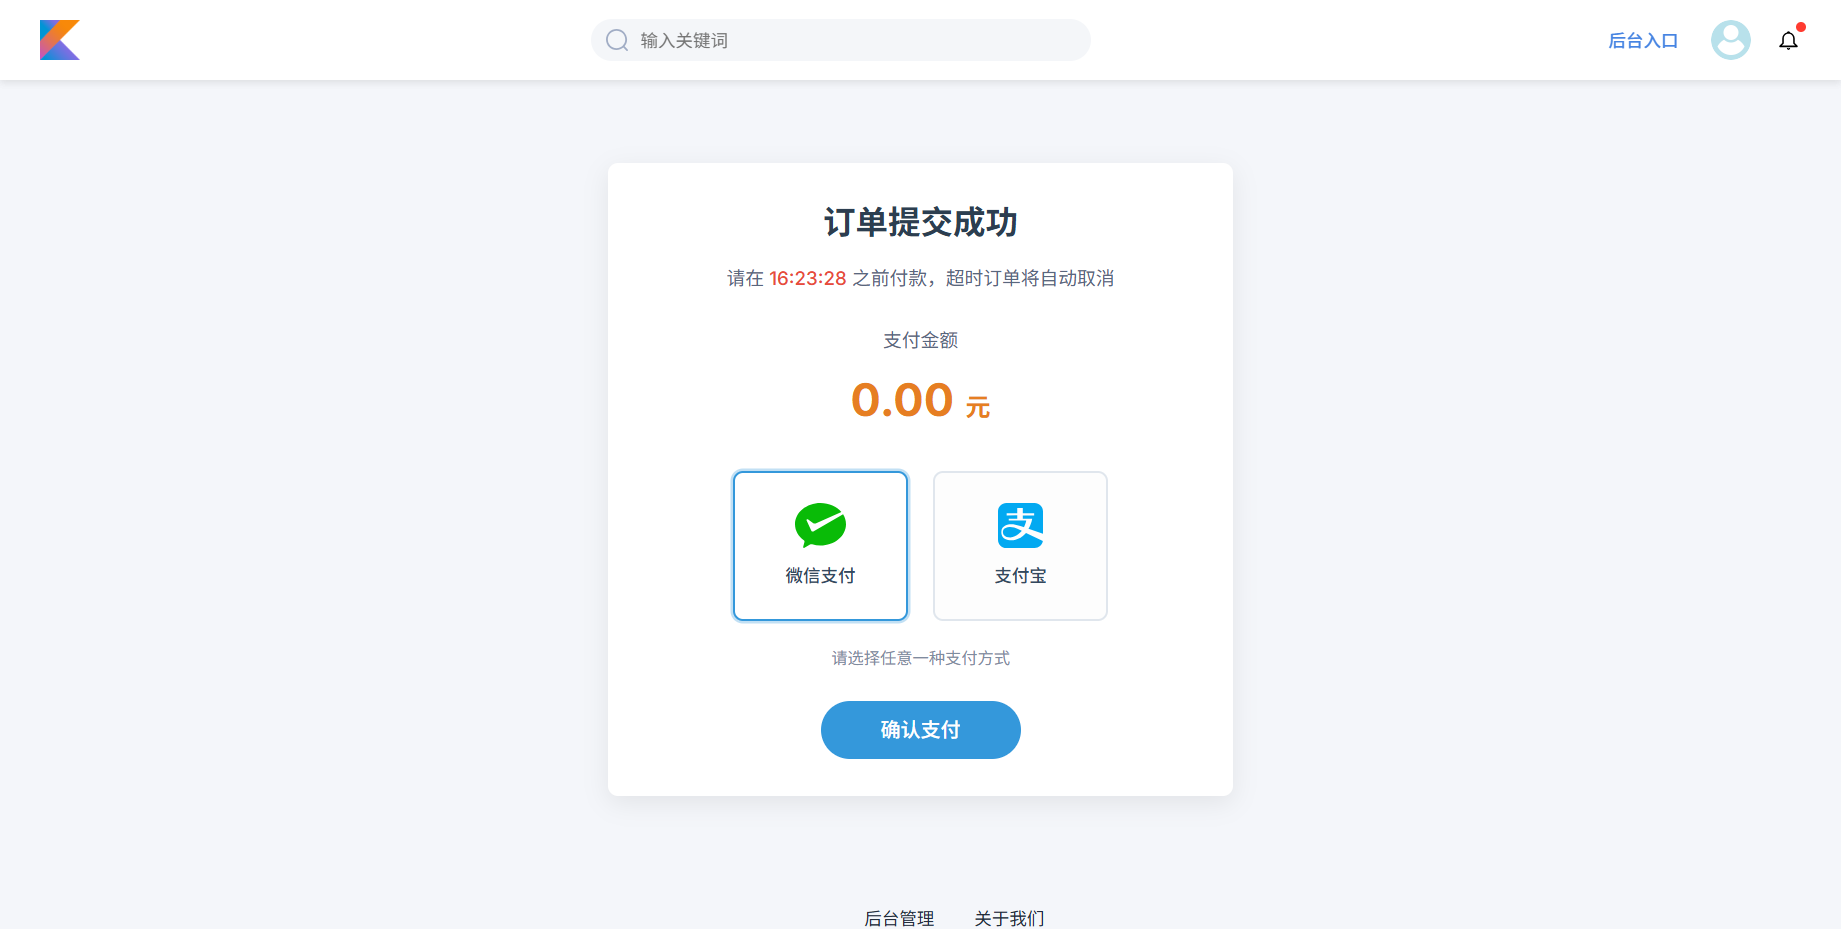 输入关键词
后台入口
订单提交成功
请在 16:23:28 之前付款，超时订单将自动取消
支付金额
0.00 元
微信支付
支付宝
请选择任意一种支付方式
确认支付
后台管理 关于我们